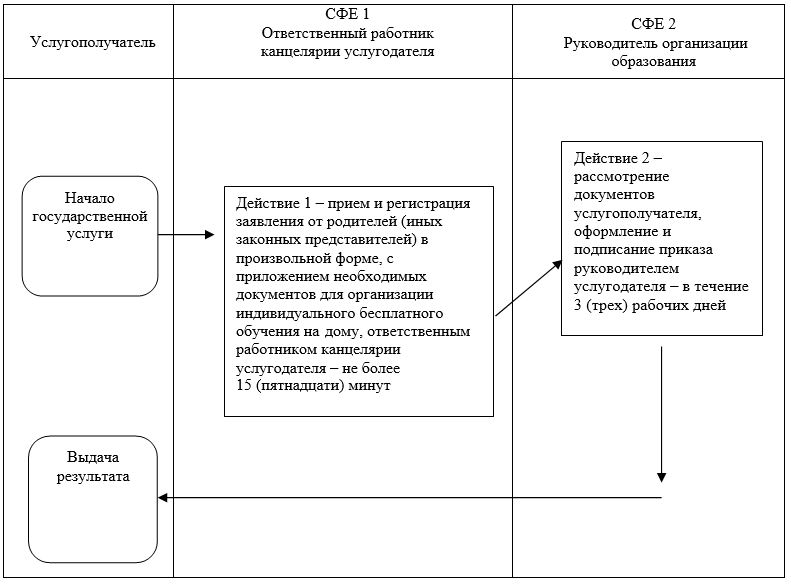 Услугополучатель
СФЕ 1
Ответственный работник
канцелярии услугодателя
СФЕ 2
Руководитель организации
образования
Начало
государственной
услуги
Действие 1 – прием и регистрация
заявления от родителей (иных
законных представителей) в
произвольной форме, с
приложением необходимых
документов для организации
индивидуального бесплатного
обучения на дому, ответственным
работником канцелярии
услугодателя – не более
15 (пятнадцати) минут
Действие 2 –
рассмотрение
документов
услугополучателя,
оформление и
подписание приказа
руководителем
услугодателя – в течение
3 (трех) рабочих дней
Выдача
результата